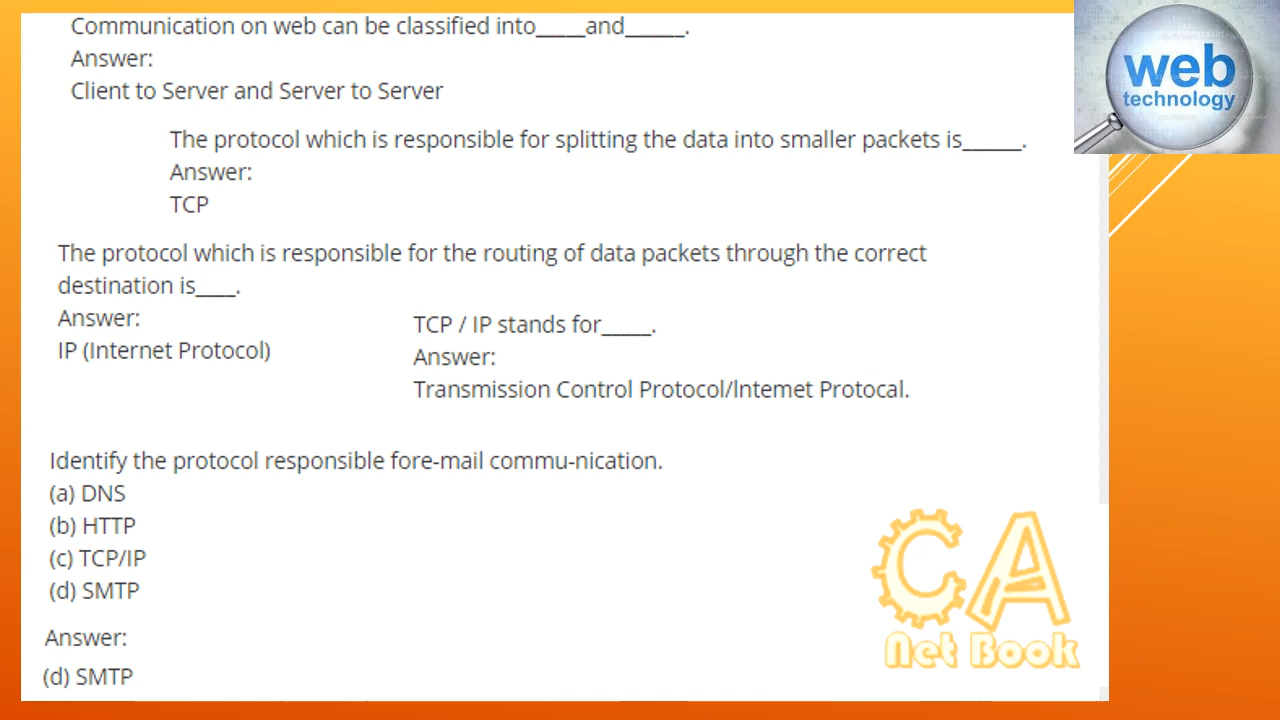 Communication on web can be classified into_____and______.
Answer:
Client to Server and Server to Server
The protocol which is responsible for splitting the data into smaller packets is______.
Answer:
TCP
The protocol which is responsible for the routing of data packets through the correct
destination is____.
Answer:
IP (Internet Protocol)
TCP / IP stands for_____.
Answer:
Transmission Control Protocol/lntemet Protocal.
Identify the protocol responsible fore-mail commu-nication.
(a) DNS
(b) HTTP
(c) TCP/IP
(d) SMTP
Answer:
(d) SMTP
web
technology
CA
Net Book